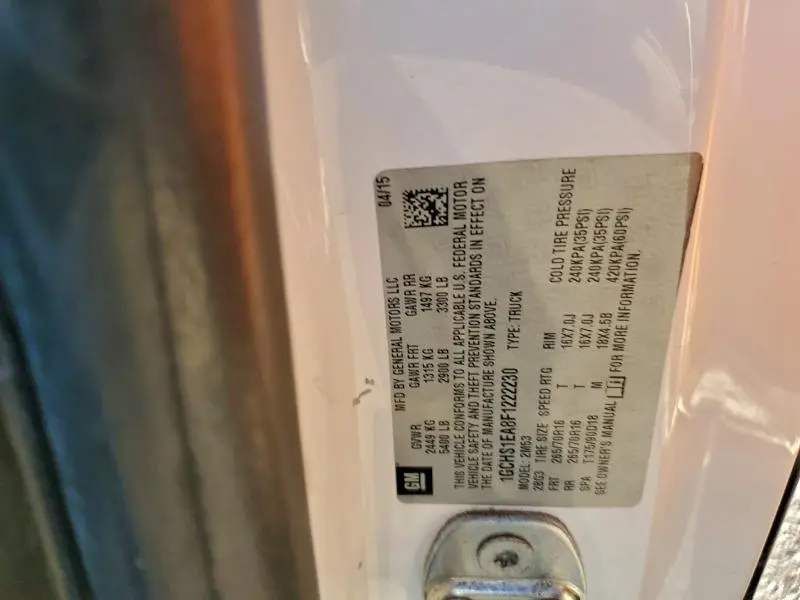 GM
MFD BY GENERAL MOTORS LLC 04/15
GVWR GAWR FRT GAWR RR
2449 KG 1315 KG 1497 KG
5400 LB 2900 LB 3300 LB
THIS VEHICLE CONFORMS TO ALL APPLICABLE U.S. FEDERAL MOTOR
VEHICLE SAFETY AND THEFT PREVENTION STANDARDS IN EFFECT ON
THE DATE OF MANUFACTURE SHOWN ABOVE.
1GCHS1EA8F1222230 TYPE: TRUCK
MODEL: 2M53
2BG3 TIRE SIZE SPEED RTG RIM COLD TIRE PRESSURE
FRT 265/70R16 T 16X7.0J 240KPA(35PSI)
RR 265/70R16 T 16X7.0J 240KPA(35PSI)
SPA T175/90D18 M 18X4.5B 420KPA(60PSI)
SEE OWNER'S MANUAL FOR MORE INFORMATION.